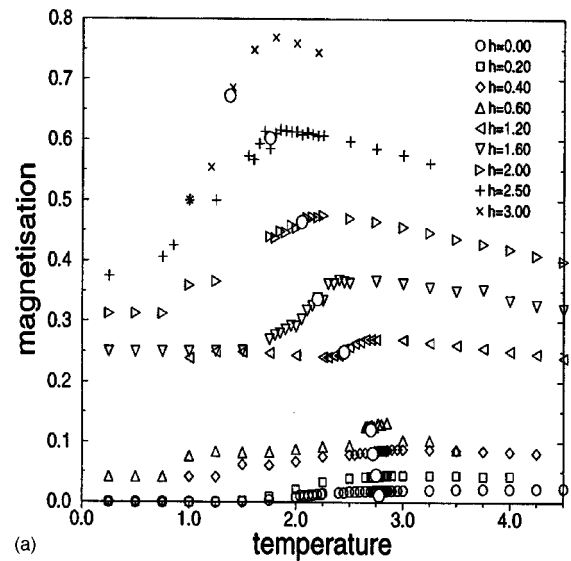 0.8
0.7
0.6
0.5
0.4
0.3
0.2
0.1
0.0
magnetisation
h=0.00
h=0.20
h=0.40
h=0.60
h=1.20
h=1.60
h=2.00
h=2.50
h=3.00
0.0 1.0 2.0 3.0 4.0
temperature
(a)